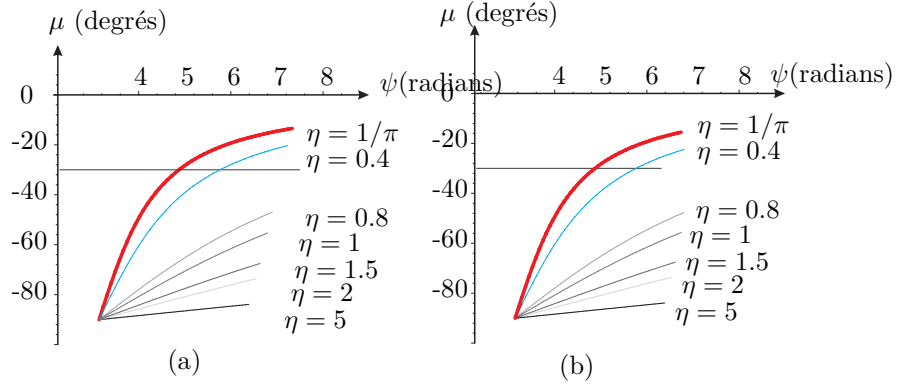 μ (degrés)
4 5 6 7 8
ψ(radians)
0
-20
-40
-60
-80
η = 1/π
η = 0.4
η = 0.8
η = 1
η = 1.5
η = 2
η = 5
(a)
μ (degrés)
4 5 6 7 8
ψ(radians)
0
-20
-40
-60
-80
η = 1/π
η = 0.4
η = 0.8
η = 1
η = 1.5
η = 2
η = 5
(b)